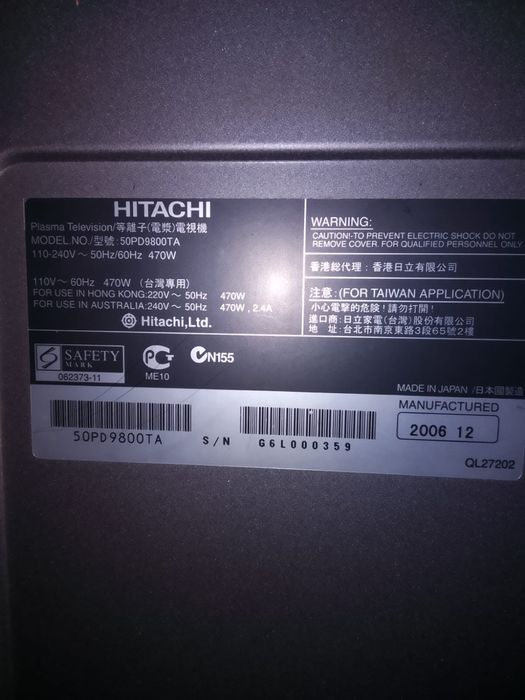 HITACHI
Plasma Television/等離子(電漿)電視機
MODEL.NO./型號:50PD9800TA
110-240V～50Hz/60Hz 470W
110V～60Hz 470W (台灣專用)
FOR USE IN HONG KONG:220V～50Hz 470W
FOR USE IN AUSTRALIA:240V～50Hz 470W, 2.4A
Hitachi,Ltd.
WARNING:
CAUTION!-TO PREVENT ELECTRIC SHOCK DO NOT
REMOVE COVER. FOR QUALIFIED PERSONNEL ONLY
香港總代理：香港日立有限公司
注意:(FOR TAIWAN APPLICATION)
小心電擊的危險！請勿打開！
進口商：日立家電(台灣)股份有限公司
地 址：台北市南京東路3段65號2樓
SAFETY
MARK
062373-11
ME10
N155
MADE IN JAPAN /日本國製造
50PD9800TA
S/N G6L000359
MANUFACTURED
2006 12
QL27202